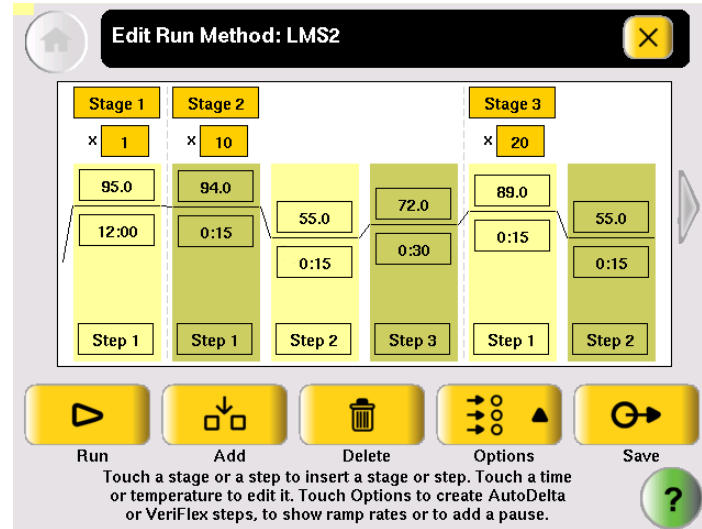 Edit Run Method: LMS2
Stage 1 Stage 2 Stage 3
x 1 x 10 x 20
95.0 94.0 55.0 72.0 89.0 55.0
12:00 0:15 0:15 0:30 0:15 0:15
Step 1 Step 1 Step 2 Step 3 Step 1 Step 2
Run Add Delete Options Save
Touch a stage or a step to insert a stage or step. Touch a time
or temperature to edit it. Touch Options to create AutoDelta
or VeriFlex steps, to show ramp rates or to add a pause.
?